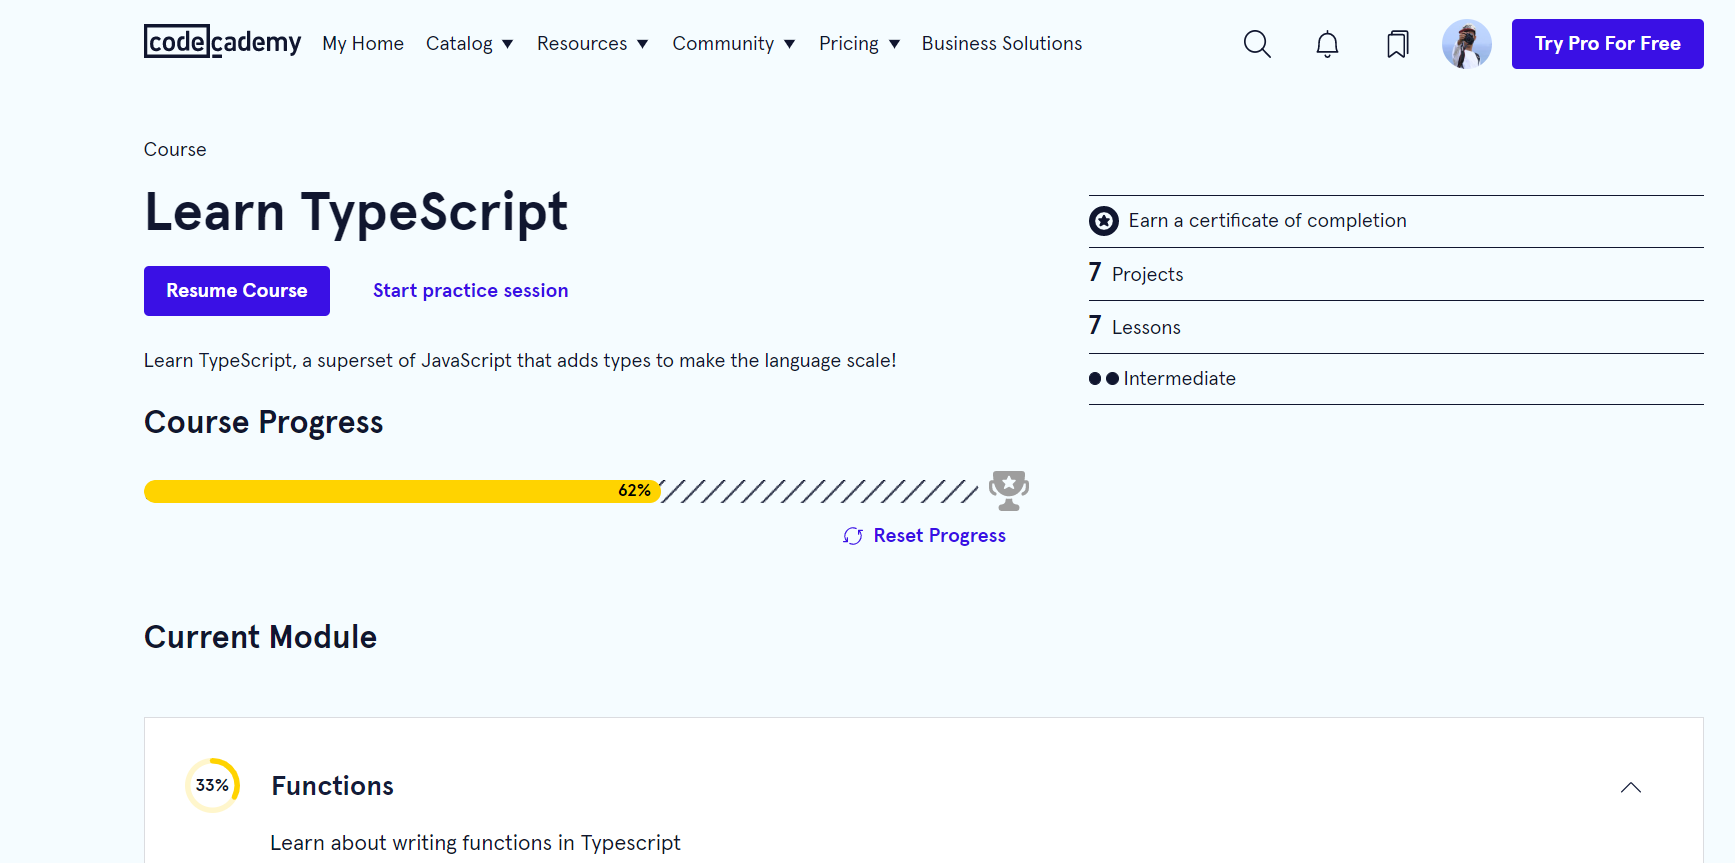 codecademy My Home Catalog Resources Community Pricing Business Solutions Try Pro For Free
Course
Learn TypeScript
Resume Course Start practice session
Learn TypeScript, a superset of JavaScript that adds types to make the language scale!
Course Progress
62%
Reset Progress
Earn a certificate of completion
7 Projects
7 Lessons
Intermediate
Current Module
33% Functions
Learn about writing functions in Typescript